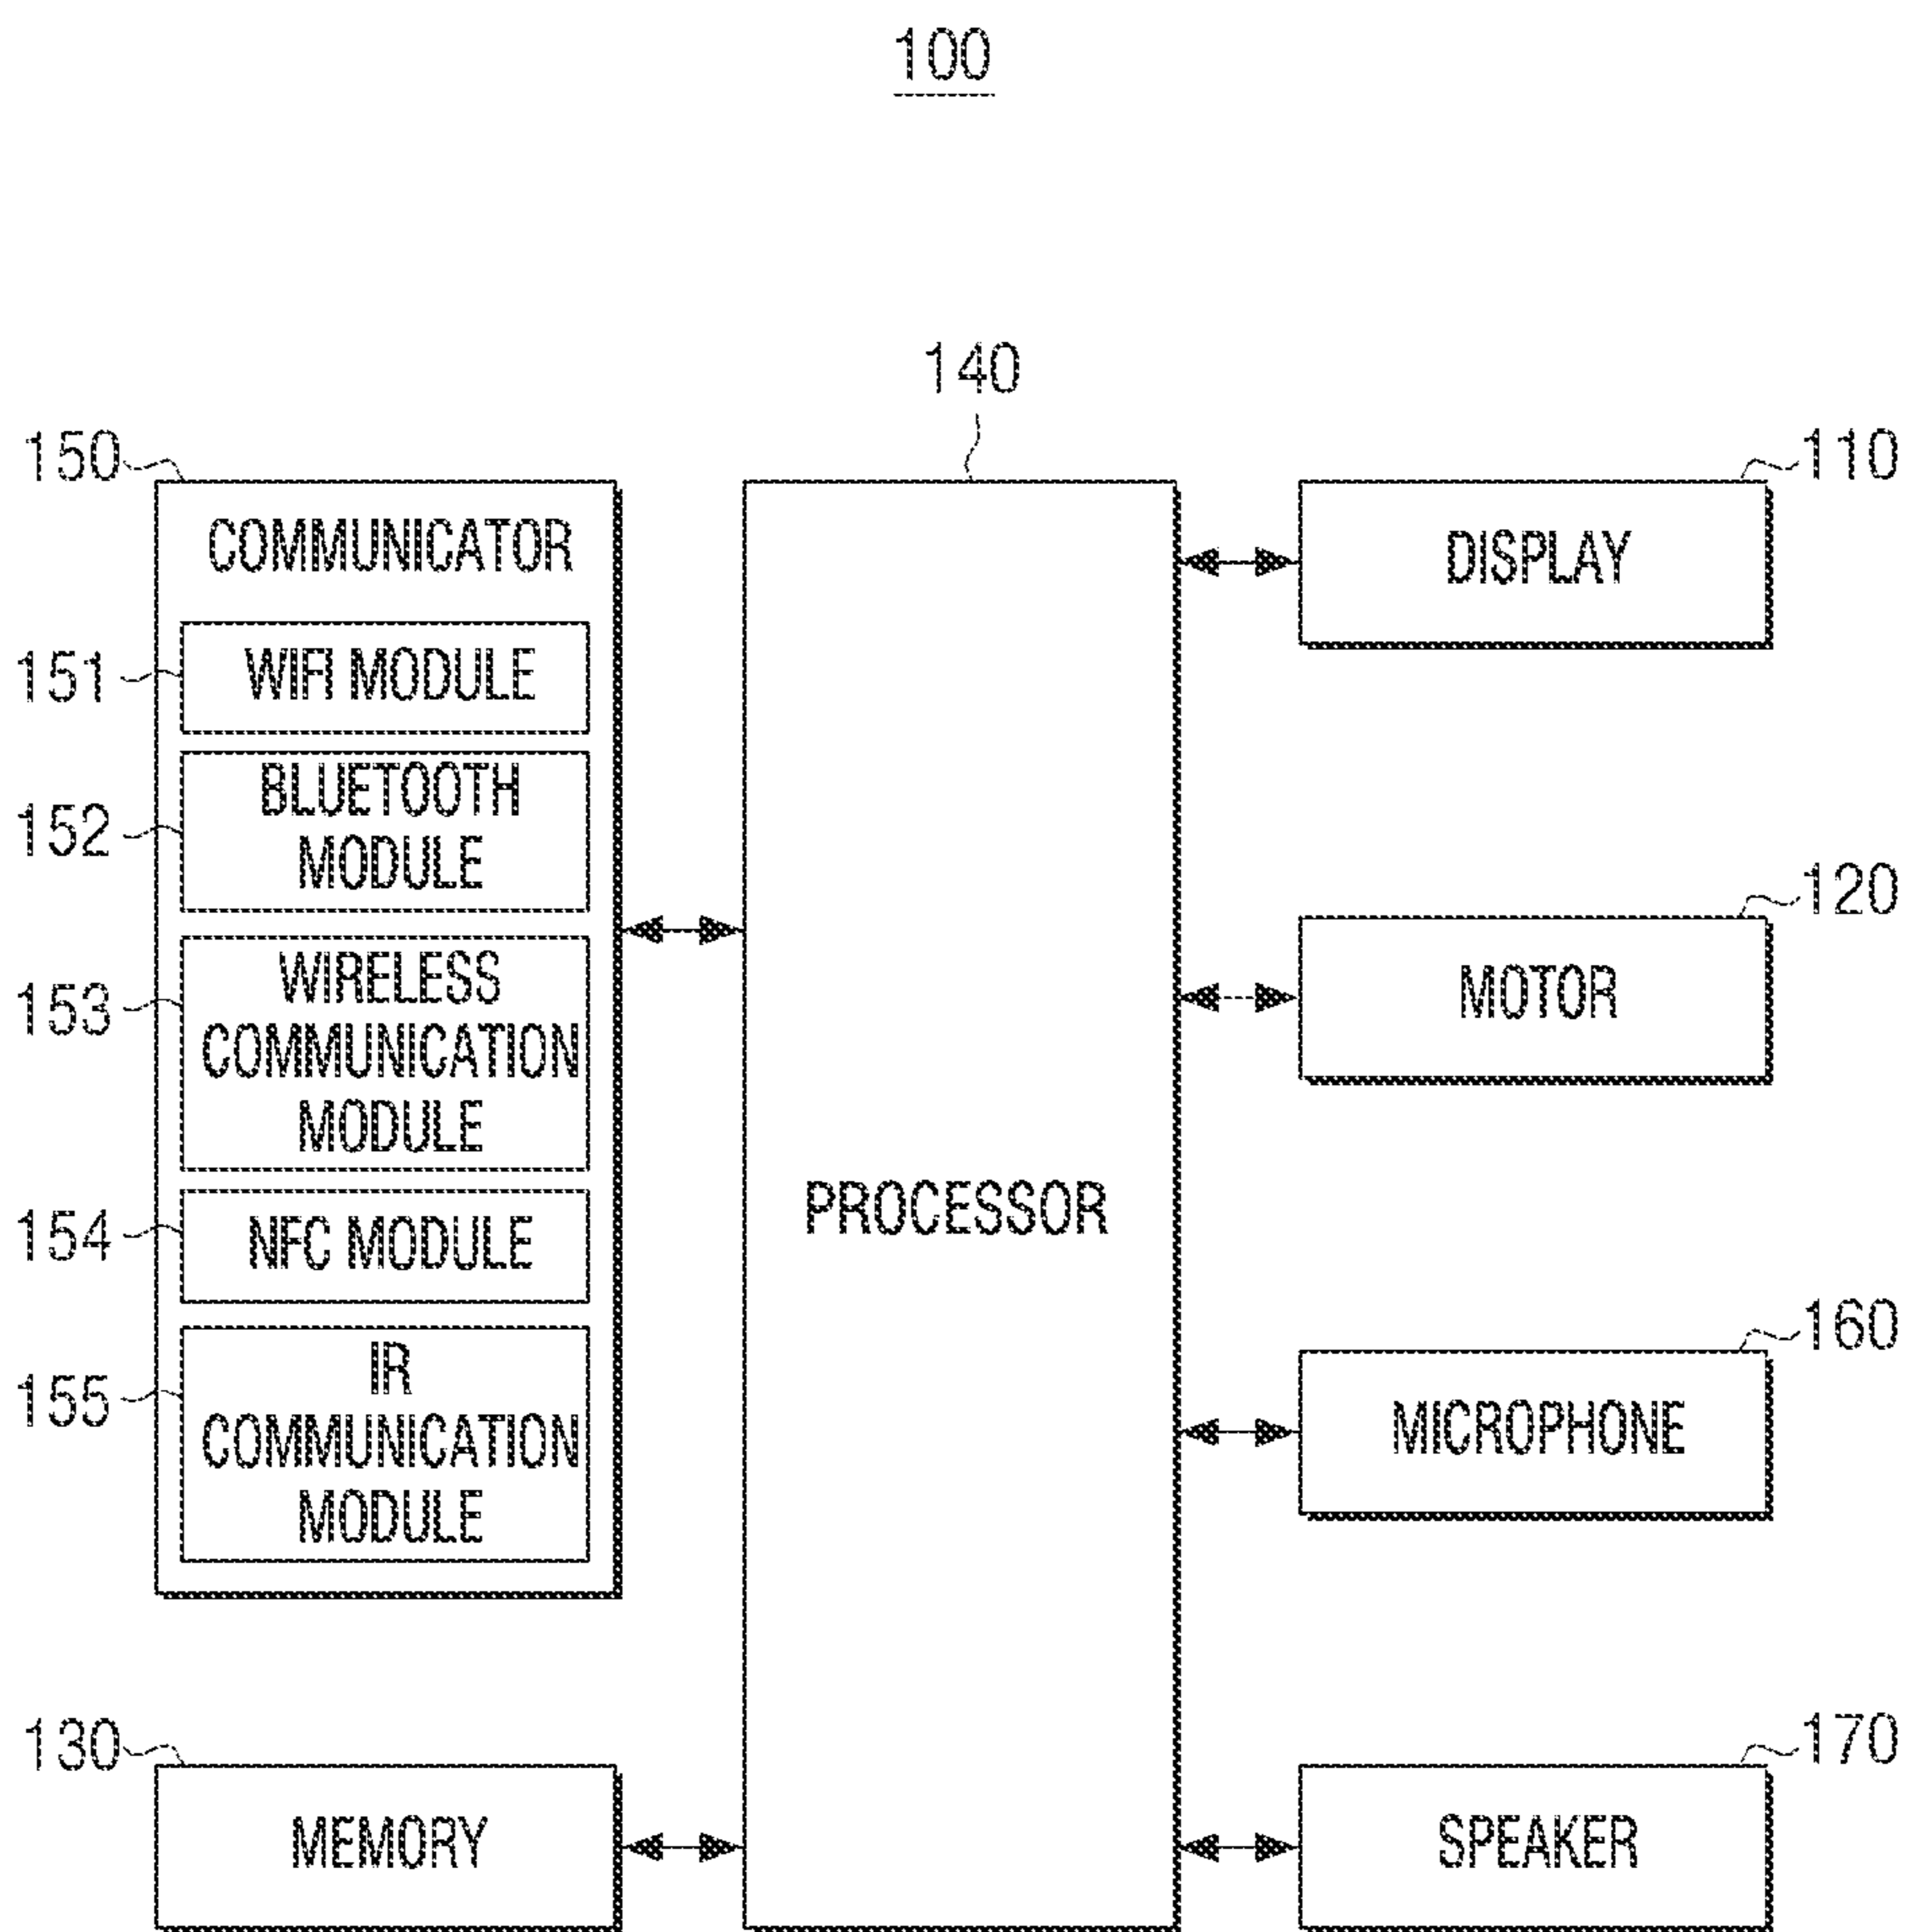 100
140
150
COMMUNICATOR
151
WIFI MODULE
152
BLUETOOTH
MODULE
153
WIRELESS
COMMUNICATION
MODULE
154
NFC MODULE
155
IR
COMMUNICATION
MODULE
130
MEMORY
PROCESSOR
110
DISPLAY
120
MOTOR
160
MICROPHONE
170
SPEAKER